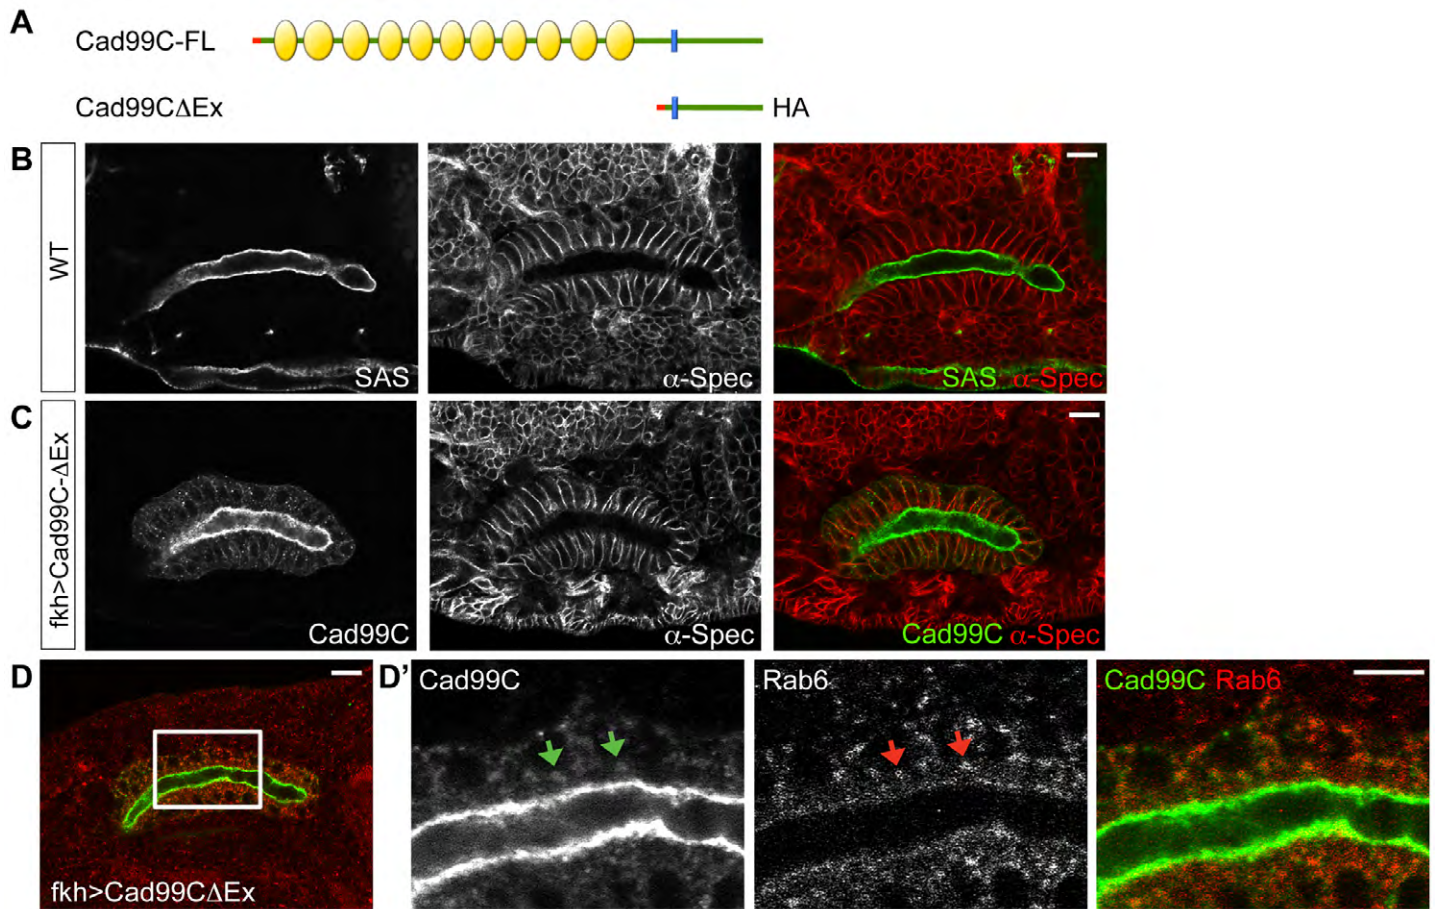 A
Cad99C-FL
Cad99CΔEx
HA
B
WT
SAS
α-Spec
SAS α-Spec
C
fkh>Cad99C-ΔEx
Cad99C
α-Spec
Cad99C α-Spec
D
fkh>Cad99CΔEx
D’
Cad99C
Rab6
Cad99C Rab6